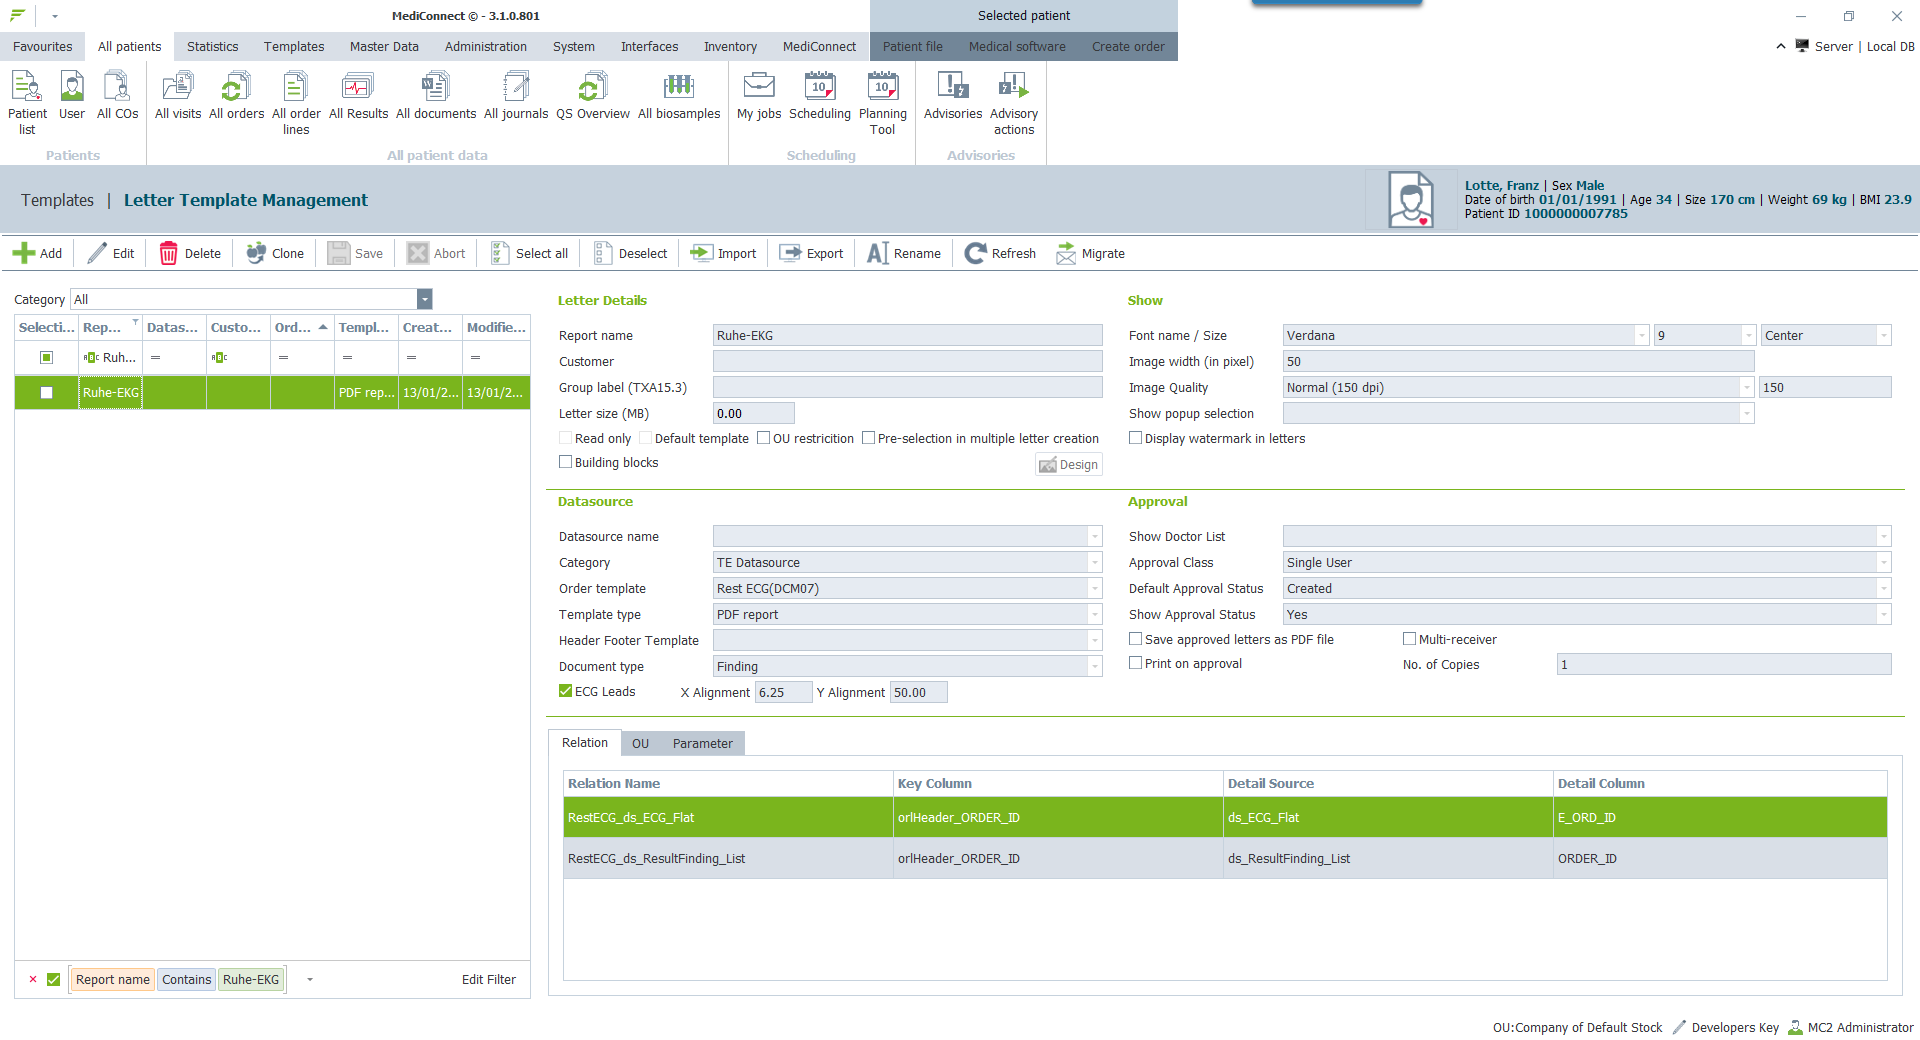 MediConnect © - 3.1.0.801
Selected patient
Favourites All patients Statistics Templates Master Data Administration System Interfaces Inventory MediConnect Patient file Medical software Create order
Server | Local DB
Patient list
User
All COs
All visits
All orders
All order lines
All Results
All documents
All journals
QS Overview
All biosamples
My jobs
Scheduling
Planning Tool
Advisories
Advisory actions
Patients
All patient data
Scheduling
Advisories
Templates | Letter Template Management
Lotte, Franz | Sex Male
Date of birth 01/01/1991 | Age 34 | Size 170 cm | Weight 69 kg | BMI 23.9
Patient ID 1000000007785
Add Edit Delete Clone Save Abort Select all Deselect Import Export Rename Refresh Migrate
Category All
Selecti... Rep... Datas... Custo... Ord... Templ... Creat... Modifie...
Ruh... = = = = =
Ruhe-EKG PDF rep... 13/01/2... 13/01/2...
Report name Contains Ruhe-EKG Edit Filter
Letter Details
Report name Ruhe-EKG
Customer
Group label (TXA15.3)
Letter size (MB) 0.00
Read only Default template OU restricition Pre-selection in multiple letter creation
Building blocks
Design
Show
Font name / Size Verdana 9 Center
Image width (in pixel) 50
Image Quality Normal (150 dpi) 150
Show popup selection
Display watermark in letters
Datasource
Datasource name
Category TE Datasource
Order template Rest ECG(DCM07)
Template type PDF report
Header Footer Template
Document type Finding
ECG Leads X Alignment 6.25 Y Alignment 50.00
Approval
Show Doctor List
Approval Class Single User
Default Approval Status Created
Show Approval Status Yes
Save approved letters as PDF file Multi-receiver
Print on approval No. of Copies 1
Relation OU Parameter
Relation Name Key Column Detail Source Detail Column
RestECG_ds_ECG_Flat orlHeader_ORDER_ID ds_ECG_Flat E_ORD_ID
RestECG_ds_ResultFinding_List orlHeader_ORDER_ID ds_ResultFinding_List ORDER_ID
OU:Company of Default Stock Developers Key MC2 Administrator